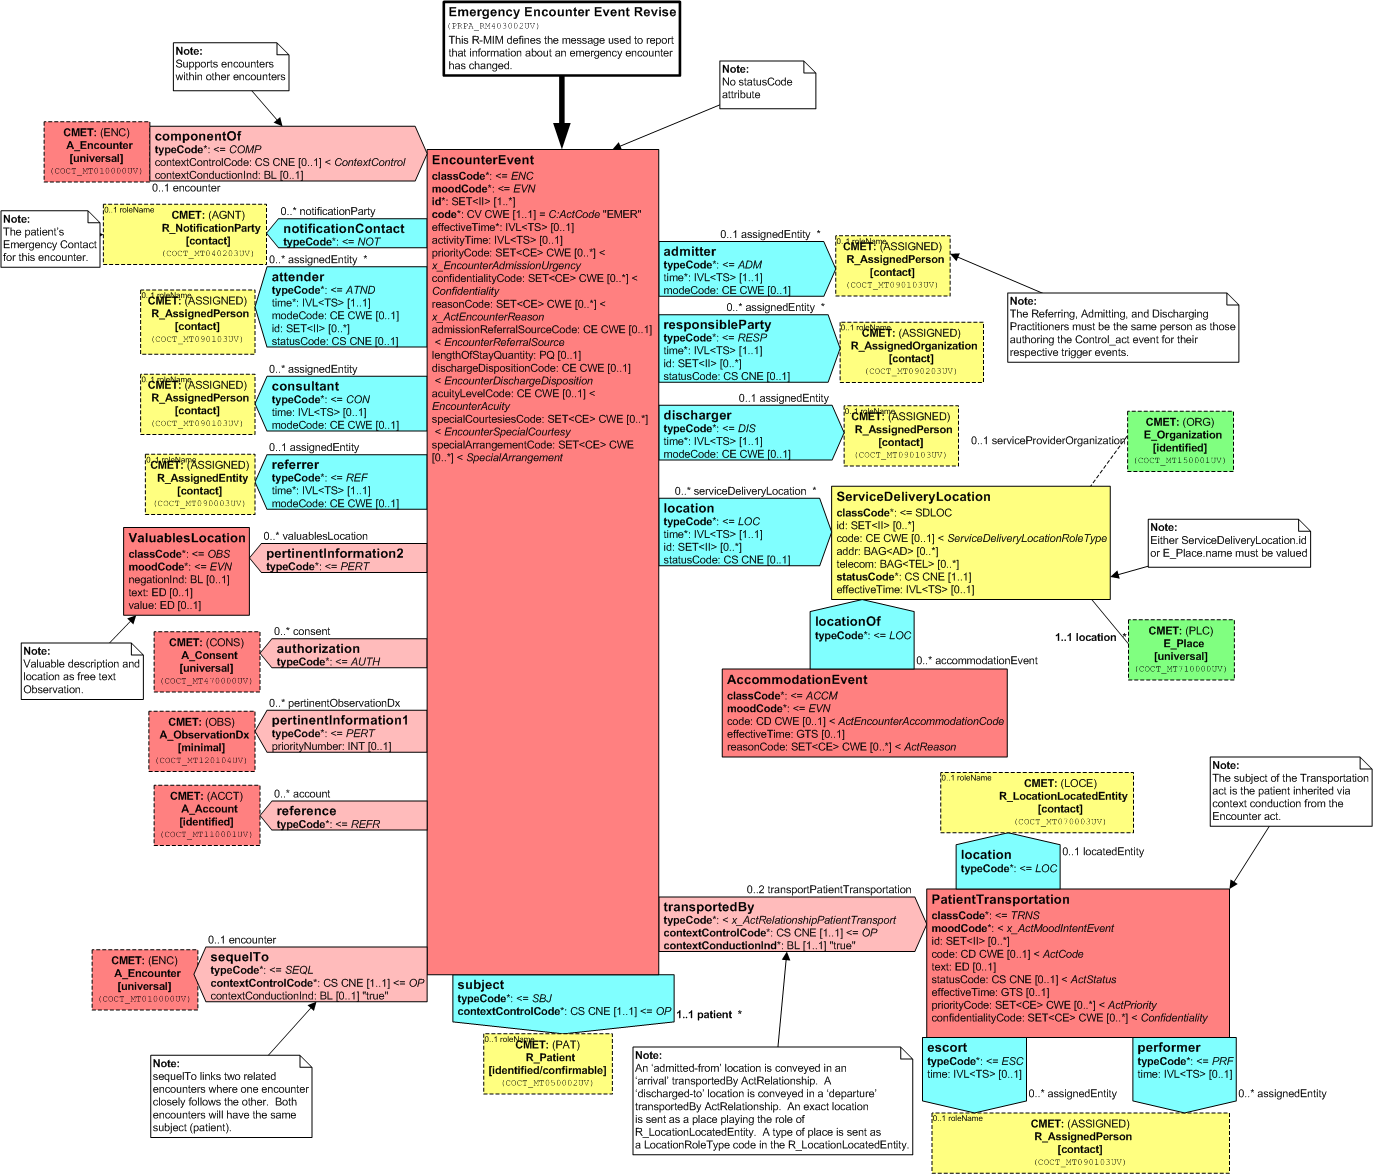 Emergency Encounter Event Revise
(PRPA_RM403002UV)
This R-MIM defines the message used to report
that information about an emergency encounter
has changed.
Note:
Supports encounters
within other encounters
Note:
No statusCode
attribute
CMET: (ENC)
A_Encounter
[universal]
(COCT_MT010000UV)
componentOf
typeCode*: <= COMP
contextControlCode: CS CNE [0..1] < ContextControl
contextConductionInd: BL [0..1]
0..1 encounter
EncounterEvent
classCode*: <= ENC
moodCode*: <= EVN
id*: SET<II> [1..*]
code*: CV CWE [1..1] = C:ActCode "EMER"
effectiveTime*: IVL<TS> [0..1]
activityTime: IVL<TS> [0..1]
priorityCode: SET<CE> CWE [0..*] <
x_EncounterAdmissionUrgency
confidentialityCode: SET<CE> CWE [0..*] <
Confidentiality
reasonCode: SET<CE> CWE [0..*] <
x_ActEncounterReason
admissionReferralSourceCode: CE CWE [0..1]
< EncounterReferralSource
lengthOfStayQuantity: PQ [0..1]
dischargeDispositionCode: CE CWE [0..1]
< EncounterDischargeDisposition
acuityLevelCode: CE CWE [0..1] <
EncounterAcuity
specialCourtesiesCode: SET<CE> CWE [0..*]
< EncounterSpecialCourtesy
specialArrangementCode: SET<CE> CWE
[0..*] < SpecialArrangement
Note:
The patient's
Emergency Contact
for this encounter.
0..1 roleName
CMET: (AGNT)
R_NotificationParty
[contact]
(COCT_MT040203UV)
0..* notificationParty
notificationContact
typeCode*: <= NOT
0..* assignedEntity *
attender
typeCode*: <= ATND
time*: IVL<TS> [1..1]
modeCode: CE CWE [0..1]
id: SET<II> [0..*]
statusCode: CS CNE [0..1]
0..1 roleName
CMET: (ASSIGNED)
R_AssignedPerson
[contact]
(COCT_MT090103UV)
0..* assignedEntity
consultant
typeCode*: <= CON
time: IVL<TS> [1..1]
modeCode: CE CWE [0..1]
0..1 roleName
CMET: (ASSIGNED)
R_AssignedPerson
[contact]
(COCT_MT090103UV)
0..1 assignedEntity
referrer
typeCode*: <= REF
time*: IVL<TS> [1..1]
modeCode: CE CWE [0..1]
0..1 roleName
CMET: (ASSIGNED)
R_AssignedEntity
[contact]
(COCT_MT090003UV)
0..* valuablesLocation
pertinentInformation2
typeCode*: <= PERT
ValuablesLocation
classCode*: <= OBS
moodCode*: <= EVN
negationInd: BL [0..1]
text: ED [0..1]
value: ED [0..1]
Note:
Valuable description and
location as free text
Observation.
0..* consent
authorization
typeCode*: <= AUTH
CMET: (CONS)
A_Consent
[universal]
(COCT_MT470000UV)
0..* pertinentObservationDx
pertinentInformation1
typeCode*: <= PERT
priorityNumber: INT [0..1]
CMET: (OBS)
A_ObservationDx
[minimal]
(COCT_MT120104UV)
0..* account
reference
typeCode*: <= REFR
CMET: (ACCT)
A_Account
[identified]
(COCT_MT110001UV)
0..1 encounter
sequelTo
typeCode*: <= SEQL
contextControlCode*: CS CNE [1..1] <= OP
contextConductionInd: BL [0..1] "true"
CMET: (ENC)
A_Encounter
[universal]
(COCT_MT010000UV)
Note:
sequelTo links two related
encounters where one encounter
closely follows the other. Both
encounters will have the same
subject (patient).
subject
typeCode*: <= SBJ
contextControlCode*: CS CNE [1..1] <= OP
1..1 patient *
0..1 roleName
CMET: (PAT)
R_Patient
[identified/confirmable]
(COCT_MT050002UV)
0..1 assignedEntity *
admitter
typeCode*: <= ADM
time*: IVL<TS> [1..1]
modeCode: CE CWE [0..1]
0..1 roleName
CMET: (ASSIGNED)
R_AssignedPerson
[contact]
(COCT_MT090103UV)
Note:
The Referring, Admitting, and Discharging
Practitioners must be the same person as those
authoring the Control_act event for their
respective trigger events.
0..* assignedEntity
responsibleParty
typeCode*: <= RESP
time*: IVL<TS> [1..1]
id: SET<II> [0..*]
statusCode: CS CNE [0..1]
0..1 roleName
CMET: (ASSIGNED)
R_AssignedOrganization
[contact]
(COCT_MT090203UV)
0..1 assignedEntity
discharger
typeCode*: <= DIS
time*: IVL<TS> [1..1]
modeCode: CE CWE [0..1]
0..1 roleName
CMET: (ASSIGNED)
R_AssignedPerson
[contact]
(COCT_MT090103UV)
0..1 serviceProviderOrganization
CMET: (ORG)
E_Organization
[identified]
(COCT_MT150001UV)
0..* serviceDeliveryLocation *
location
typeCode*: <= LOC
time*: IVL<TS> [1..1]
id: SET<II> [0..*]
statusCode: CS CNE [0..1]
ServiceDeliveryLocation
classCode*: <= SDLOC
id: SET<II> [0..*]
code: CE CWE [0..1] < ServiceDeliveryLocationRoleType
addr: BAG<AD> [0..*]
telecom: BAG<TEL> [0..*]
statusCode*: CS CNE [1..1]
effectiveTime: IVL<TS> [0..1]
Note:
Either ServiceDeliveryLocation.id
or E_Place.name must be valued
1..1 location *
CMET: (PLC)
E_Place
[universal]
(COCT_MT710000UV)
locationOf
typeCode*: <= LOC
0..* accommodationEvent
AccommodationEvent
classCode*: <= ACCM
moodCode*: <= EVN
code: CD CWE [0..1] < ActEncounterAccommodationCode
effectiveTime: GTS [0..1]
reasonCode: SET<CE> CWE [0..*] < ActReason
Note:
The subject of the Transportation
act is the patient inherited via
context conduction from the
Encounter act.
0..1 roleName
CMET: (LOCE)
R_LocationLocatedEntity
[contact]
(COCT_MT070003UV)
location
typeCode*: <= LOC
0..1 locatedEntity
0..2 transportPatientTransportation
transportedBy
typeCode*: < x_ActRelationshipPatientTransport
contextControlCode*: CS CNE [1..1] <= OP
contextConductionInd*: BL [1..1] "true"
PatientTransportation
classCode*: <= TRNS
moodCode*: < x_ActMoodIntentEvent
id: SET<II> [0..*]
code: CD CWE [0..1] < ActCode
text: ED [0..1]
statusCode: CS CNE [0..1] < ActStatus
effectiveTime: GTS [0..1]
priorityCode: SET<CE> CWE [0..*] < ActPriority
confidentialityCode: SET<CE> CWE [0..*] < Confidentiality
Note:
An 'admitted-from' location is conveyed in an
'arrival' transportedBy ActRelationship. A
'discharged-to' location is conveyed in a 'departure'
transportedBy ActRelationship. An exact location
is sent as a place playing the role of
R_LocationLocatedEntity. A type of place is sent as
a LocationRoleType code in the R_LocationLocatedEntity.
escort
typeCode*: <= ESC
time: IVL<TS> [0..1]
0..* assignedEntity
performer
typeCode*: <= PRF
time: IVL<TS> [0..1]
0..* assignedEntity
0..1 roleName
CMET: (ASSIGNED)
R_AssignedPerson
[contact]
(COCT_MT090103UV)